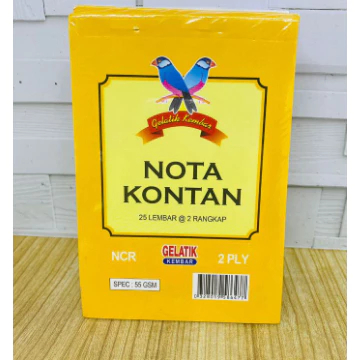 Gelatik Kembar
NOTA
KONTAN
25 LEMBAR @ 2 RANGKAP
NCR
GELATIK
KEMBAR
2 PLY
SPEC : 55 GSM